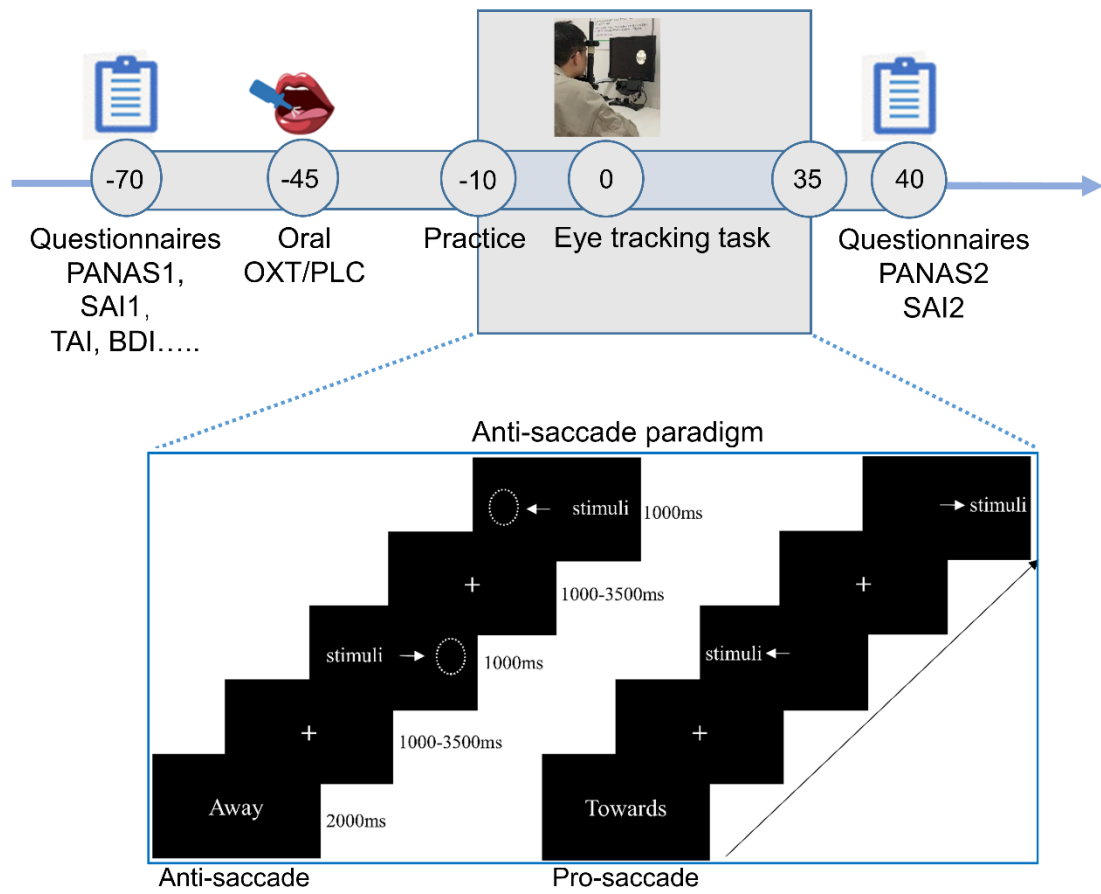 -70
-45
-10
0
35
40
Questionnaires
PANAS1,
SAI1,
TAI, BDI.....
Oral
OXT/PLC
Practice
Eye tracking task
Questionnaires
PANAS2
SAI2
Anti-saccade paradigm
← stimuli
1000ms
+
1000-3500ms
stimuli →
1000ms
+
1000-3500ms
Away
2000ms
Anti-saccade
→ stimuli
+
stimuli ←
+
Towards
Pro-saccade